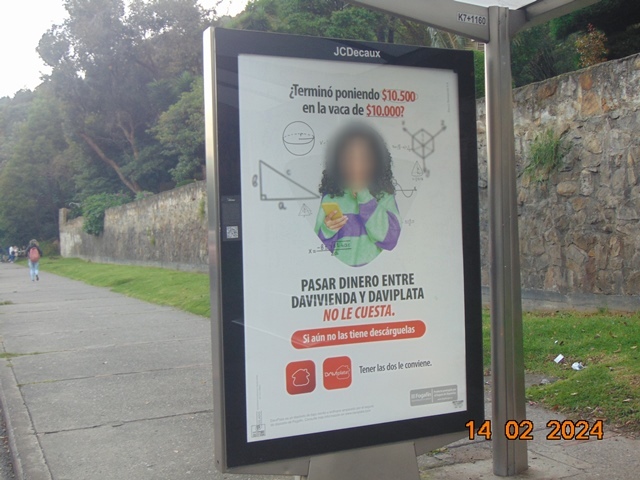 K7+1160
JCDecaux
¿Terminó poniendo $10.500
en la vaca de $10.000?
PASAR DINERO ENTRE
DAVIVIENDA Y DAVIPLATA
NO LE CUESTA.
Si aún no las tiene descárguelas
Tener las dos le conviene.
14 02 2024